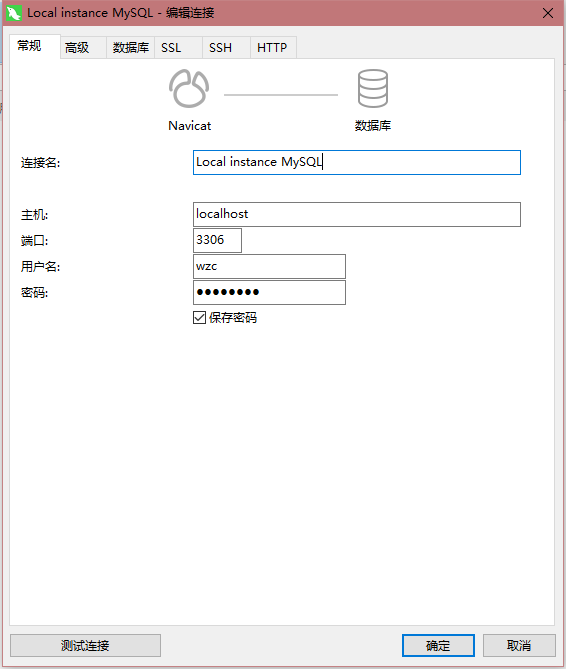 Local instance MySQL - 编辑连接
常规 高级 数据库 SSL SSH HTTP
Navicat 数据库
连接名: Local instance MySQL
主机: localhost
端口: 3306
用户名: wzc
密码: ●●●●●●●●
保存密码
测试连接 确定 取消